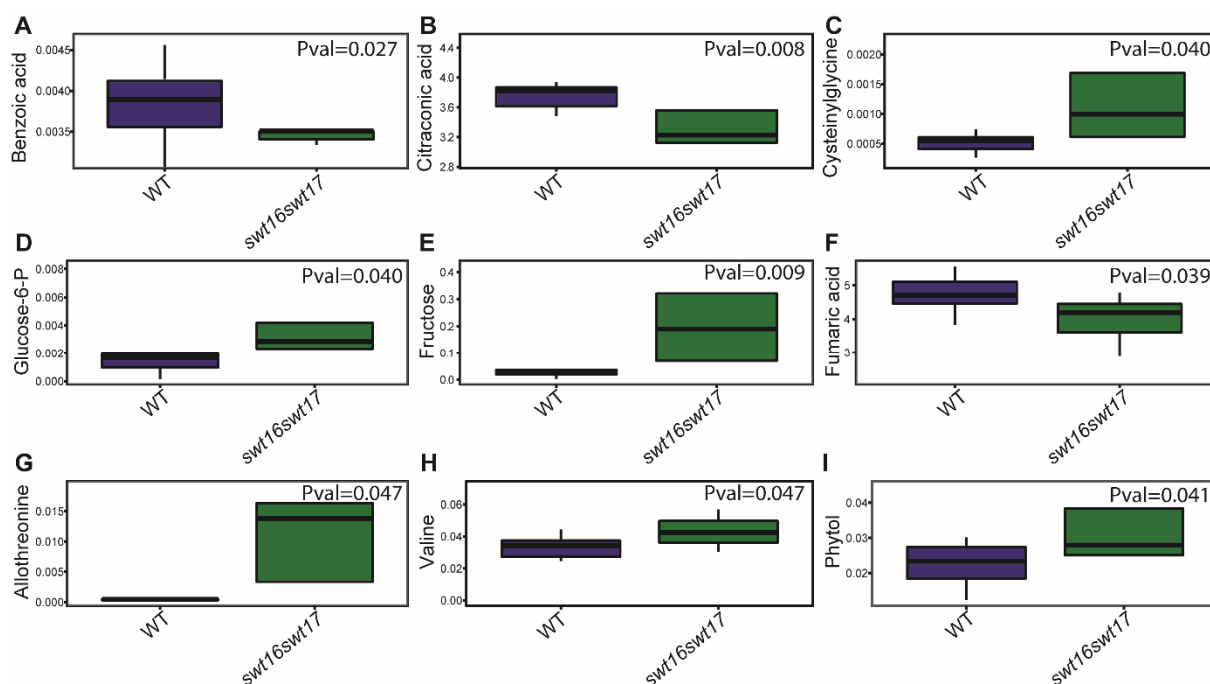 A
Benzoic acid
0.0045
0.0040
0.0035
Pval=0.027
WT
swt16swt17
B
Citraconic acid
4.4
4.0
3.6
3.2
2.8
Pval=0.008
WT
swt16swt17
C
Cysteinylglycine
0.0020
0.0015
0.0010
0.0005
Pval=0.040
WT
swt16swt17
D
Glucose-6-P
0.008
0.006
0.004
0.002
0.000
Pval=0.040
WT
swt16swt17
E
Fructose
0.4
0.3
0.2
0.1
0.0
Pval=0.009
WT
swt16swt17
F
Fumaric acid
5
4
3
Pval=0.039
WT
swt16swt17
G
Allothreonine
0.015
0.010
0.005
0.000
Pval=0.047
WT
swt16swt17
H
Valine
0.06
0.04
0.02
0.00
Pval=0.047
WT
swt16swt17
I
Phytol
0.04
0.03
0.02
Pval=0.041
WT
swt16swt17